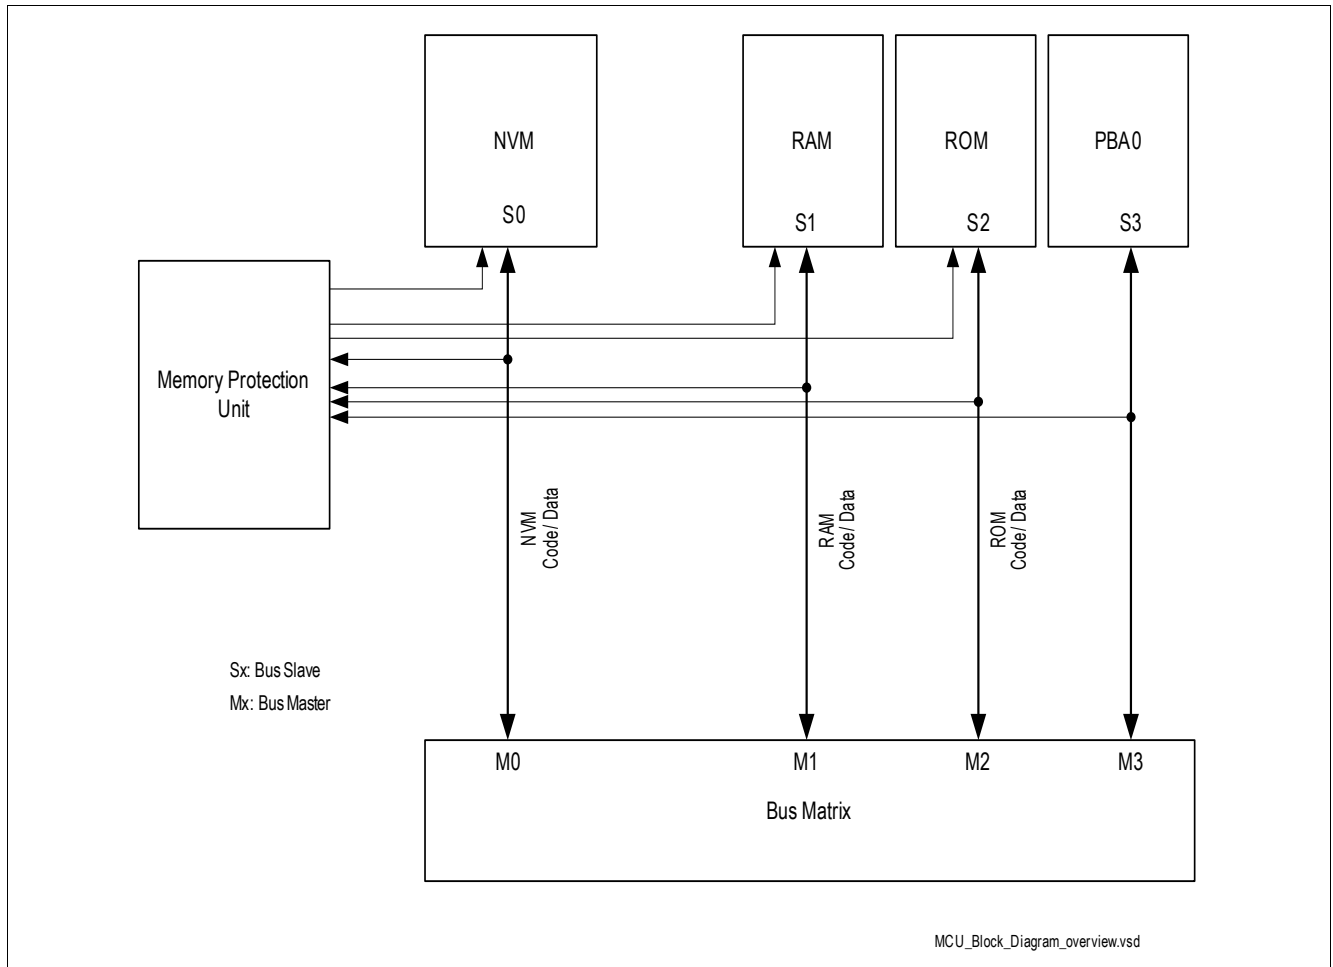 NVM
RAM
ROM
PBA0
S0
S1
S2
S3
Memory Protection
Unit
NVM
Code/ Data
RAM
Code/ Data
ROM
Code/ Data
Sx: Bus Slave
Mx: Bus Master
M0
M1
M2
M3
Bus Matrix
MCU_Block_Diagram_overview.vsd